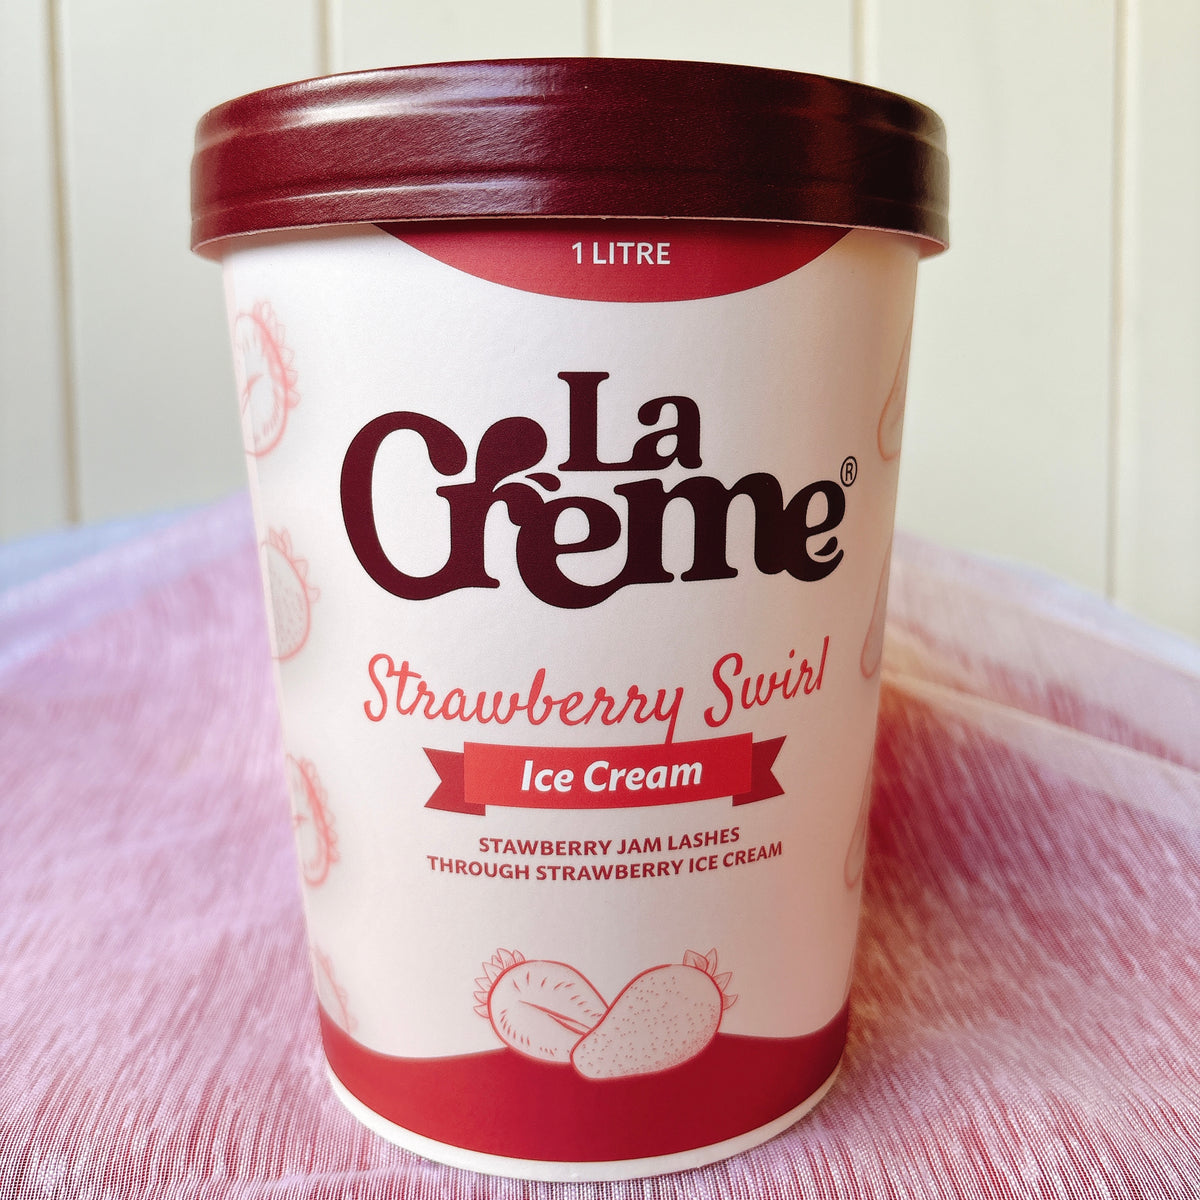 1 LITRE
La
Crème®
Strawberry Swirl
Ice Cream
STAWBERRY JAM LASHES
THROUGH STRAWBERRY ICE CREAM